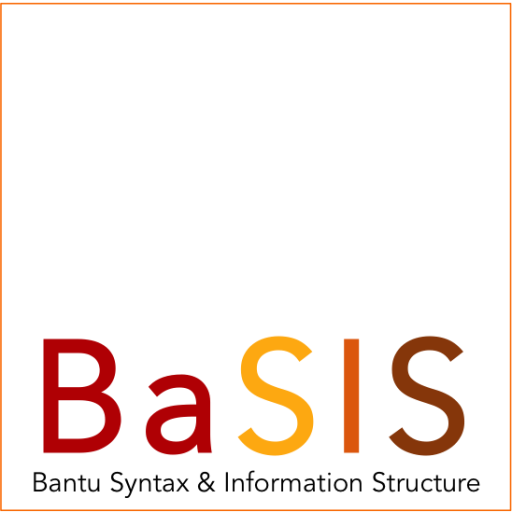 BaSIS
Bantu Syntax & Information Structure